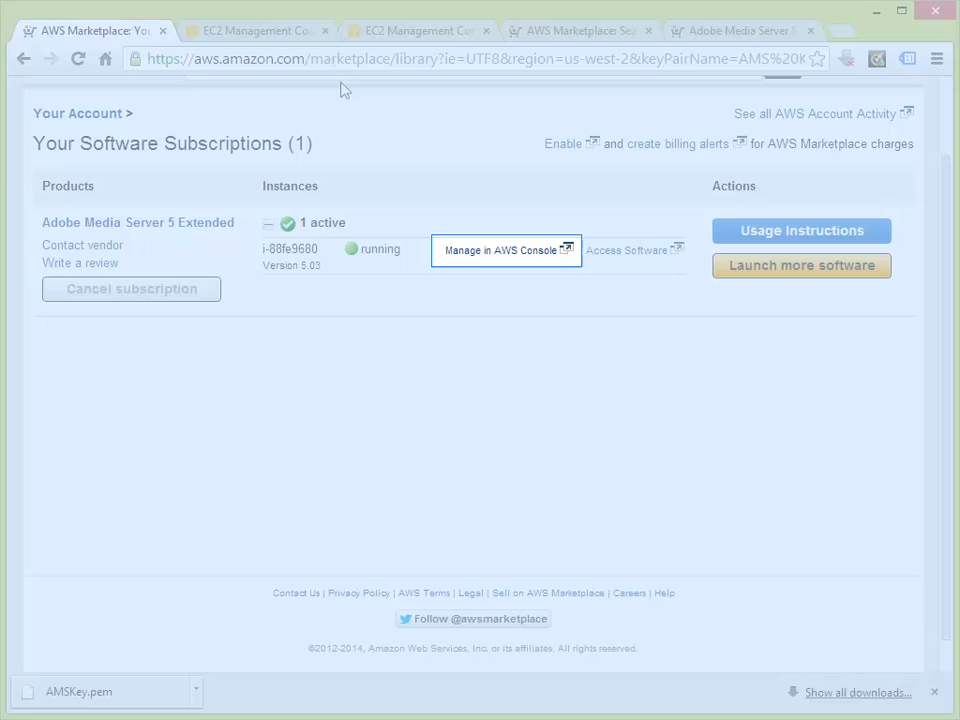 AWS Marketplace: You
EC2 Management Co
EC2 Management Co
AWS Marketplace: Sea
Adobe Media Server 5
https://aws.amazon.com/marketplace/library?ie=UTF8&region=us-west-2&keyPairName=AMS%20K
Your Account >
See all AWS Account Activity
Your Software Subscriptions (1)
Enable and create billing alerts for AWS Marketplace charges
Products
Instances
Actions
Adobe Media Server 5 Extended
Contact vendor
Write a review
Cancel subscription
1 active
i-88fe9680
Version 5.03
running
Manage in AWS Console
Access Software
Usage Instructions
Launch more software
Contact Us | Privacy Policy | AWS Terms | Legal | Sell on AWS Marketplace | Careers | Help
Follow @awsmarketplace
©2012-2014, Amazon Web Services, Inc. or its affiliates. All rights reserved.
AMSKey.pem
Show all downloads...